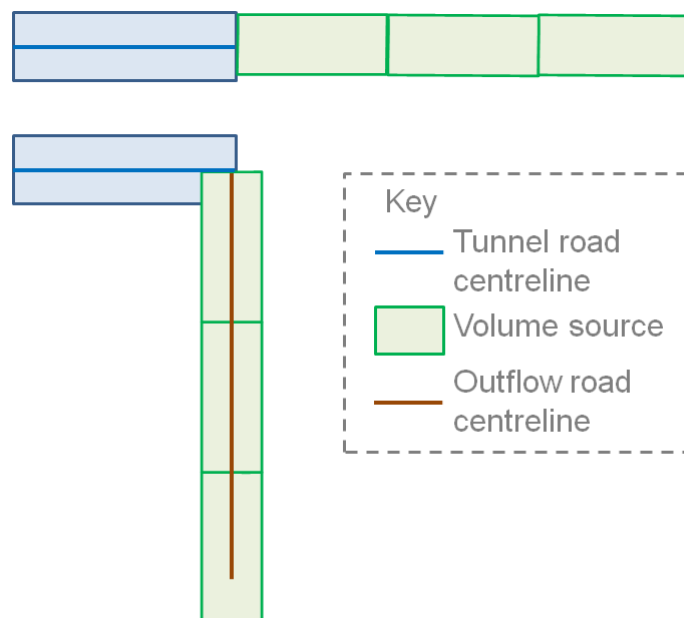 Key
Tunnel road
centreline
Volume source
Outflow road
centreline